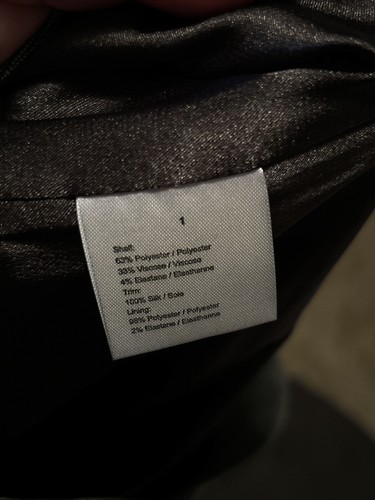 1
Shell:
63% Polyester / Polyester
33% Viscose / Viscose
4% Elastane / Elasthanne
Trim:
100% Silk / Soie
Lining:
98% Polyester / Polyester
2% Elastane / Elasthanne